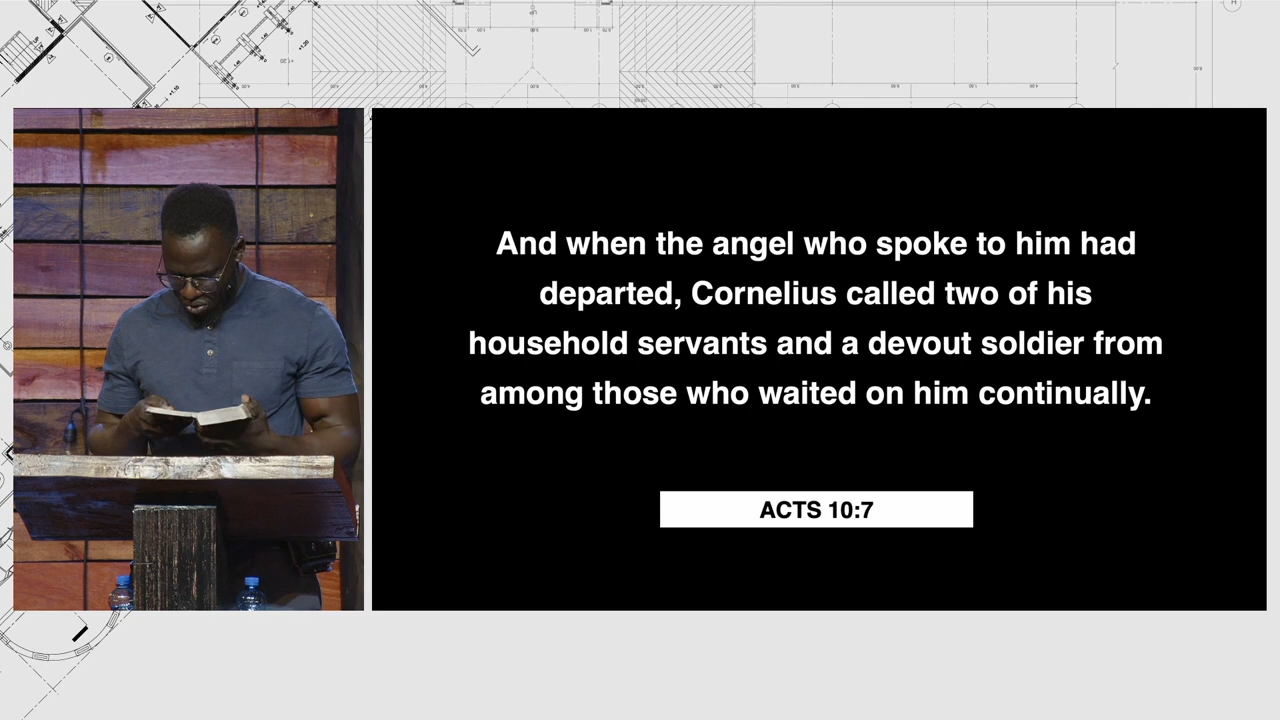 And when the angel who spoke to him had
departed, Cornelius called two of his
household servants and a devout soldier from
among those who waited on him continually.
ACTS 10:7